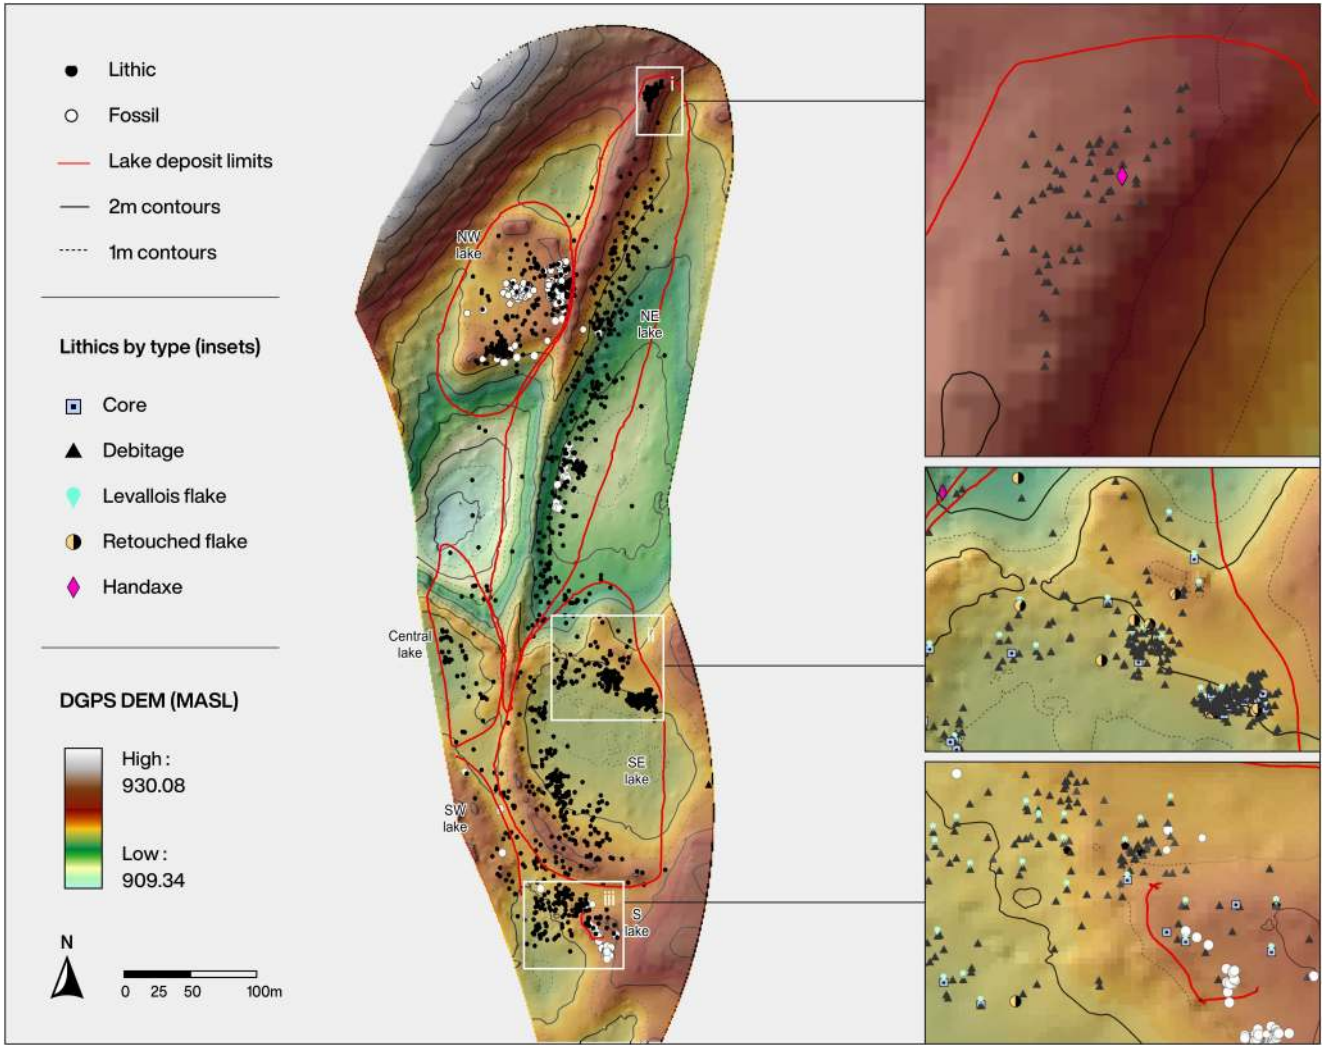 Lithic
Fossil
Lake deposit limits
2m contours
1m contours
Lithics by type (insets)
Core
Debitage
Levallois flake
Retouched flake
Handaxe
DGPS DEM (MASL)
High :
930.08
Low :
909.34
N
0 25 50 100m
i
NW
lake
NE
lake
Central
lake
ii
SE
lake
SW
lake
iii
S
lake